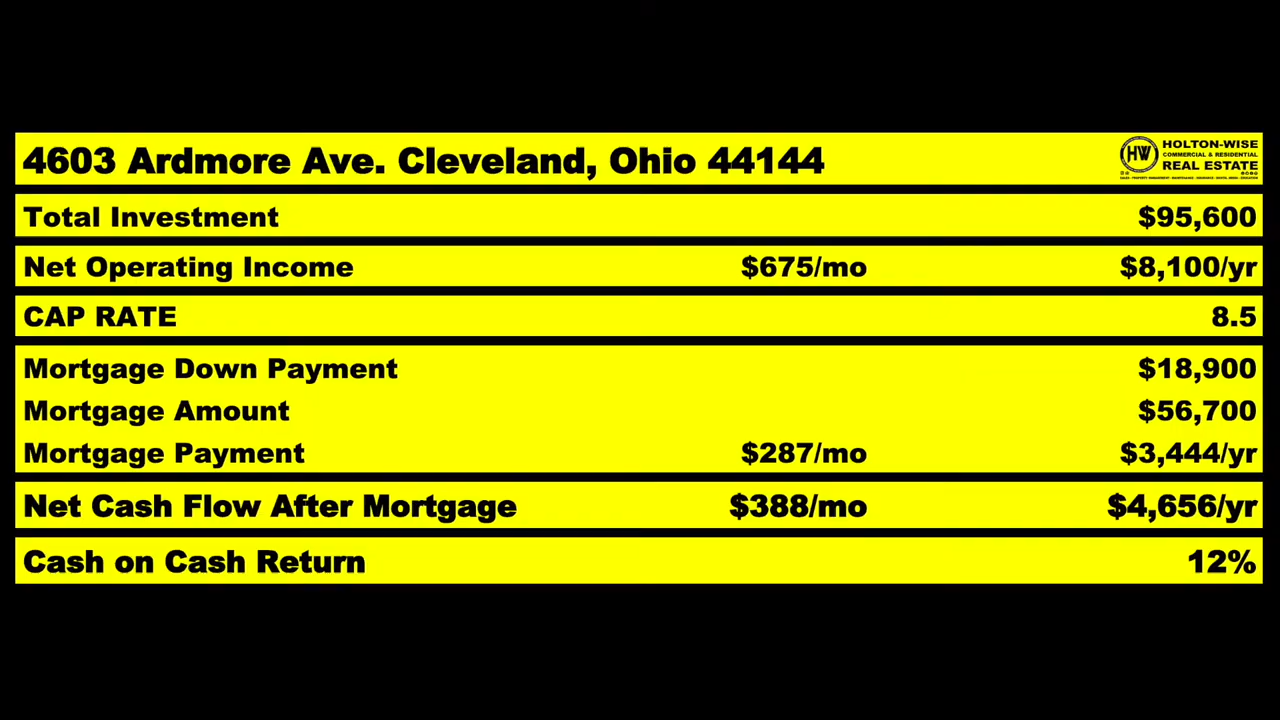 4603 Ardmore Ave. Cleveland, Ohio 44144
HW
HOLTON-WISE
COMMERCIAL & RESIDENTIAL
REAL ESTATE
Total Investment $95,600
Net Operating Income $675/mo $8,100/yr
CAP RATE 8.5
Mortgage Down Payment $18,900
Mortgage Amount $56,700
Mortgage Payment $287/mo $3,444/yr
Net Cash Flow After Mortgage $388/mo $4,656/yr
Cash on Cash Return 12%